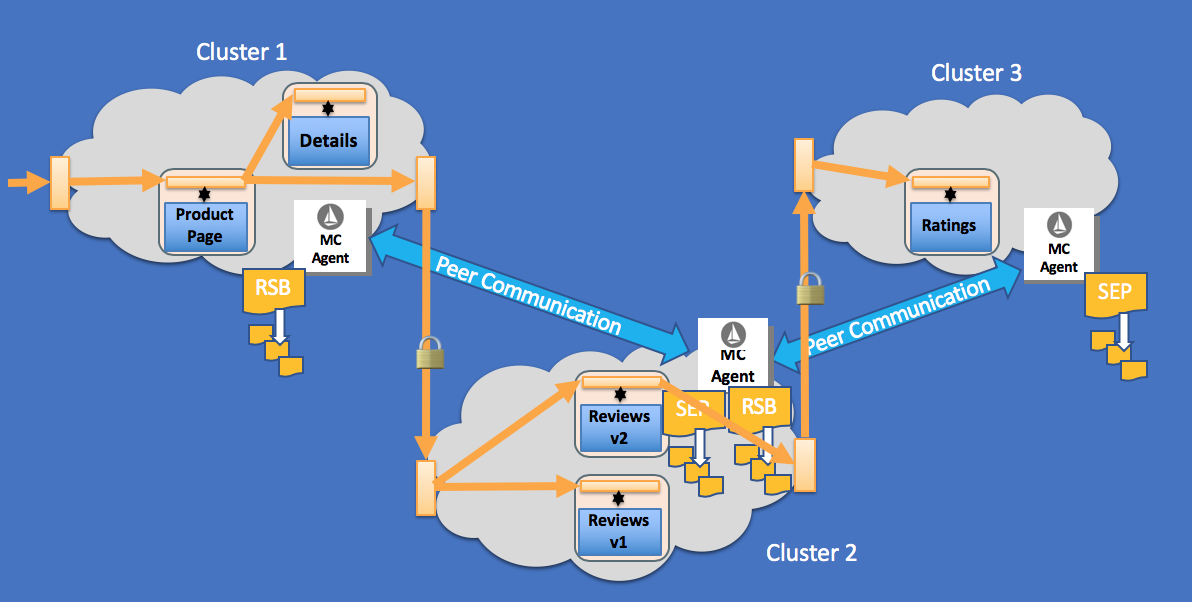 Cluster 1
Details
Product
Page
MC
Agent
RSB
Peer Communication
Cluster 3
Ratings
MC
Agent
SEP
Peer Communication
MC
Agent
SEP
RSB
Reviews
v2
Reviews
v1
Cluster 2